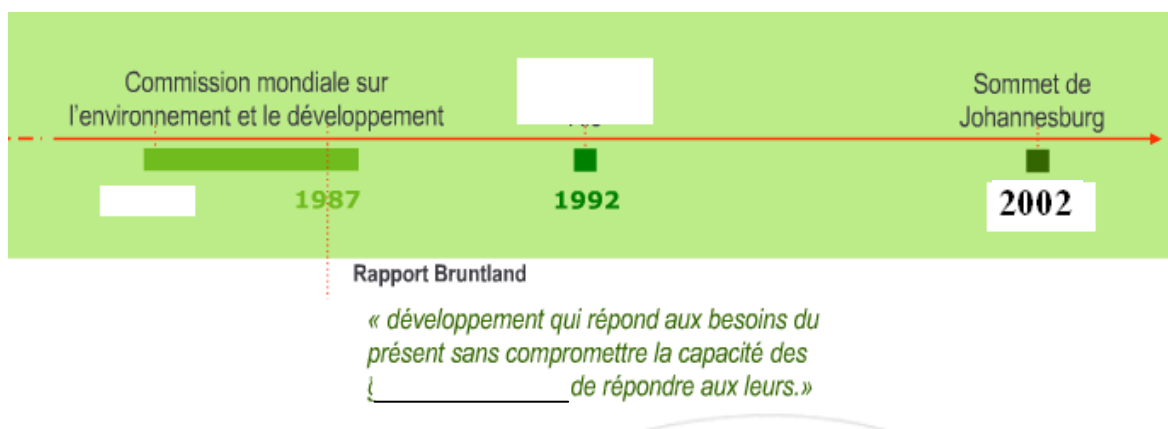 Commission mondiale sur
l'environnement et le développement
Sommet de
Johannesburg
1987
1992
2002
Rapport Bruntland
« développement qui répond aux besoins du
présent sans compromettre la capacité des
de répondre aux leurs.»